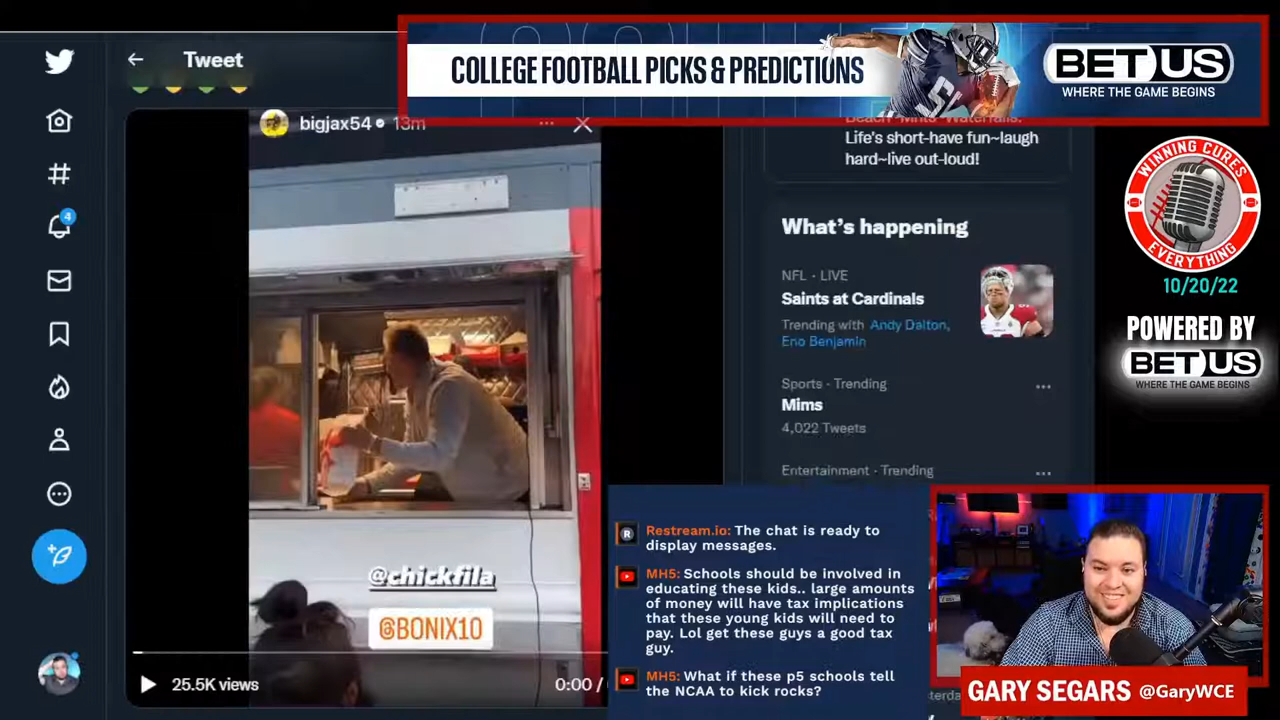 COLLEGE FOOTBALL PICKS & PREDICTIONS
BETUS
WHERE THE GAME BEGINS
Tweet
bigjax54 13m
Life's short-have fun~laugh
hard~live out-loud!
What's happening
NFL · LIVE
Saints at Cardinals
Trending with Andy Dalton,
Eno Benjamin
Sports · Trending
Mims
4,022 Tweets
Entertainment · Trending
4
@chickfila
@BONIX10
25.5K views
0:00 /
WINNING CURES
EVERYTHING
10/20/22
POWERED BY
BETUS
WHERE THE GAME BEGINS
Restream.io: The chat is ready to
display messages.
MH5: Schools should be involved in
educating these kids.. large amounts
of money will have tax implications
that these young kids will need to
pay. Lol get these guys a good tax
guy.
MH5: What if these p5 schools tell
the NCAA to kick rocks?
GARY SEGARS @GaryWCE